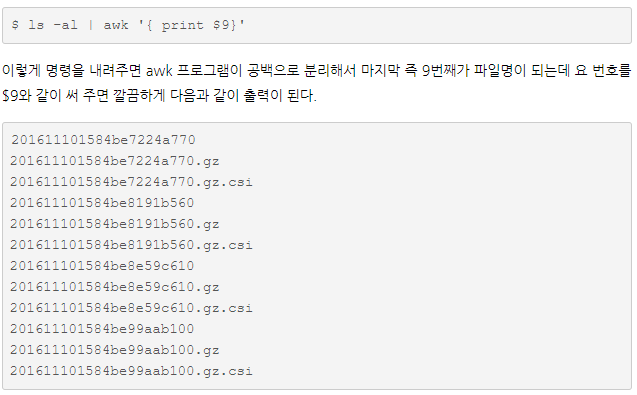 $ ls -al | awk '{ print $9}'
이렇게 명령을 내려주면 awk 프로그램이 공백으로 분리해서 마지막 즉 9번째가 파일명이 되는데 요 번호를
$9와 같이 써 주면 깔끔하게 다음과 같이 출력이 된다.
201611101584be7224a770
201611101584be7224a770.gz
201611101584be7224a770.gz.csi
201611101584be8191b560
201611101584be8191b560.gz
201611101584be8191b560.gz.csi
201611101584be8e59c610
201611101584be8e59c610.gz
201611101584be8e59c610.gz.csi
201611101584be99aab100
201611101584be99aab100.gz
201611101584be99aab100.gz.csi